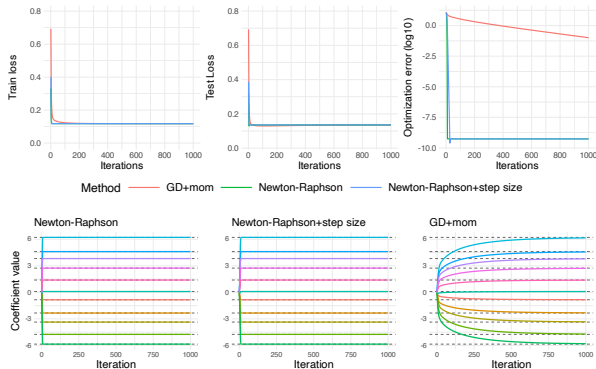 0.8
0.6
0.4
0.2
0.0
Train loss
0 200 400 600 800 1000
Iterations
0.8
0.6
0.4
0.2
0.0
Test Loss
0 200 400 600 800 1000
Iterations
0.0
-2.5
-5.0
-7.5
-10.0
Optimization error (log10)
0 200 400 600 800 1000
Iterations
Method GD+mom Newton-Raphson Newton-Raphson+step size
Newton-Raphson
6
3
0
-3
-6
Coefficient value
0 250 500 750 1000
Iteration
Newton-Raphson+step size
6
3
0
-3
-6
0 250 500 750 1000
Iteration
GD+mom
6
3
0
-3
-6
0 250 500 750 1000
Iteration